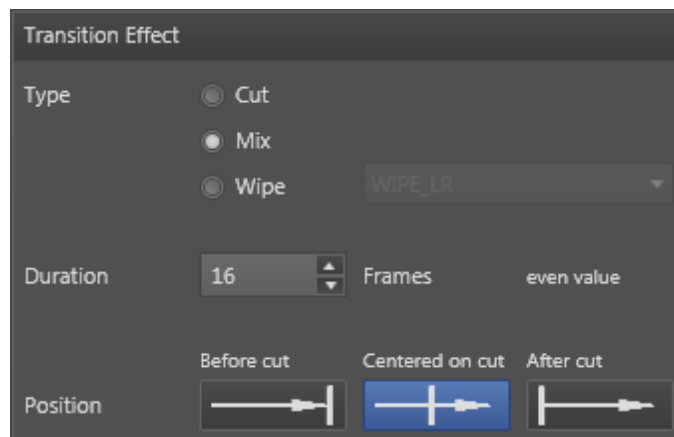 Transition Effect
Type
Cut
Mix
Wipe
WIPE_LR
Duration
16
Frames
even value
Before cut
Centered on cut
After cut
Position